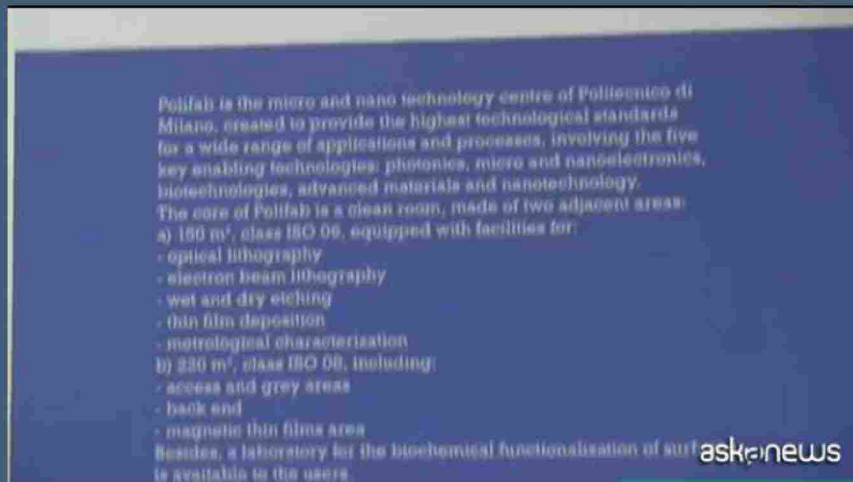 Polifab is the micro and nano technology centre of Politecnico di
Milano, created to provide the highest technological standards
for a wide range of applications and processes, involving the five
key enabling technologies: photonics, micro and nanoelectronics,
biotechnologies, advanced materials and nanotechnology.
The core of Polifab is a clean room, made of two adjacent areas:
a) m², class ISO 06, equipped with facilities for:
- optical lithography
- electron beam lithography
- wet and dry etching
- thin film deposition
- metrological characterization
b) m², class ISO 08, including:
- access and grey areas
- back end
- magnetic thin films area
Besides, a laboratory for the biochemical functionalization of
is available to the users.
askanews